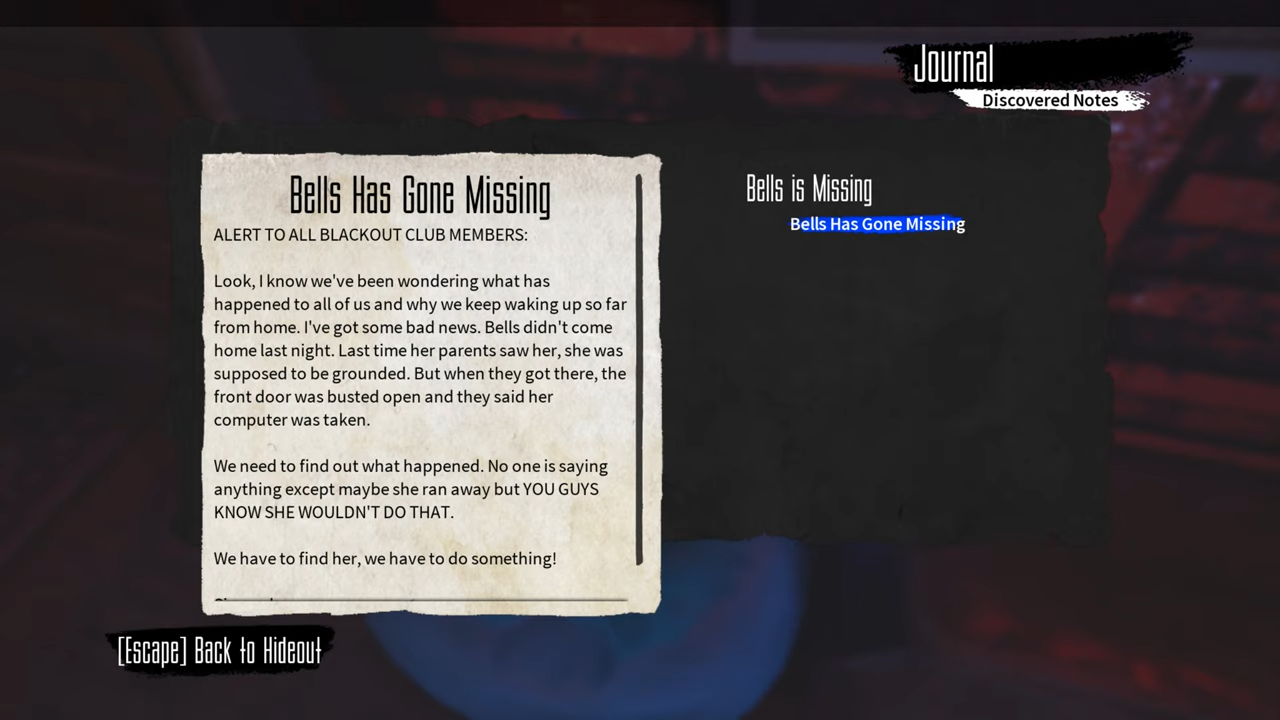 Journal
Discovered Notes
Bells Has Gone Missing
ALERT TO ALL BLACKOUT CLUB MEMBERS:
Look, I know we've been wondering what has
happened to all of us and why we keep waking up so far
from home. I've got some bad news. Bells didn't come
home last night. Last time her parents saw her, she was
supposed to be grounded. But when they got there, the
front door was busted open and they said her
computer was taken.
We need to find out what happened. No one is saying
anything except maybe she ran away but YOU GUYS
KNOW SHE WOULDN'T DO THAT.
We have to find her, we have to do something!
Bells is Missing
Bells Has Gone Missing
[Escape] Back to Hideout